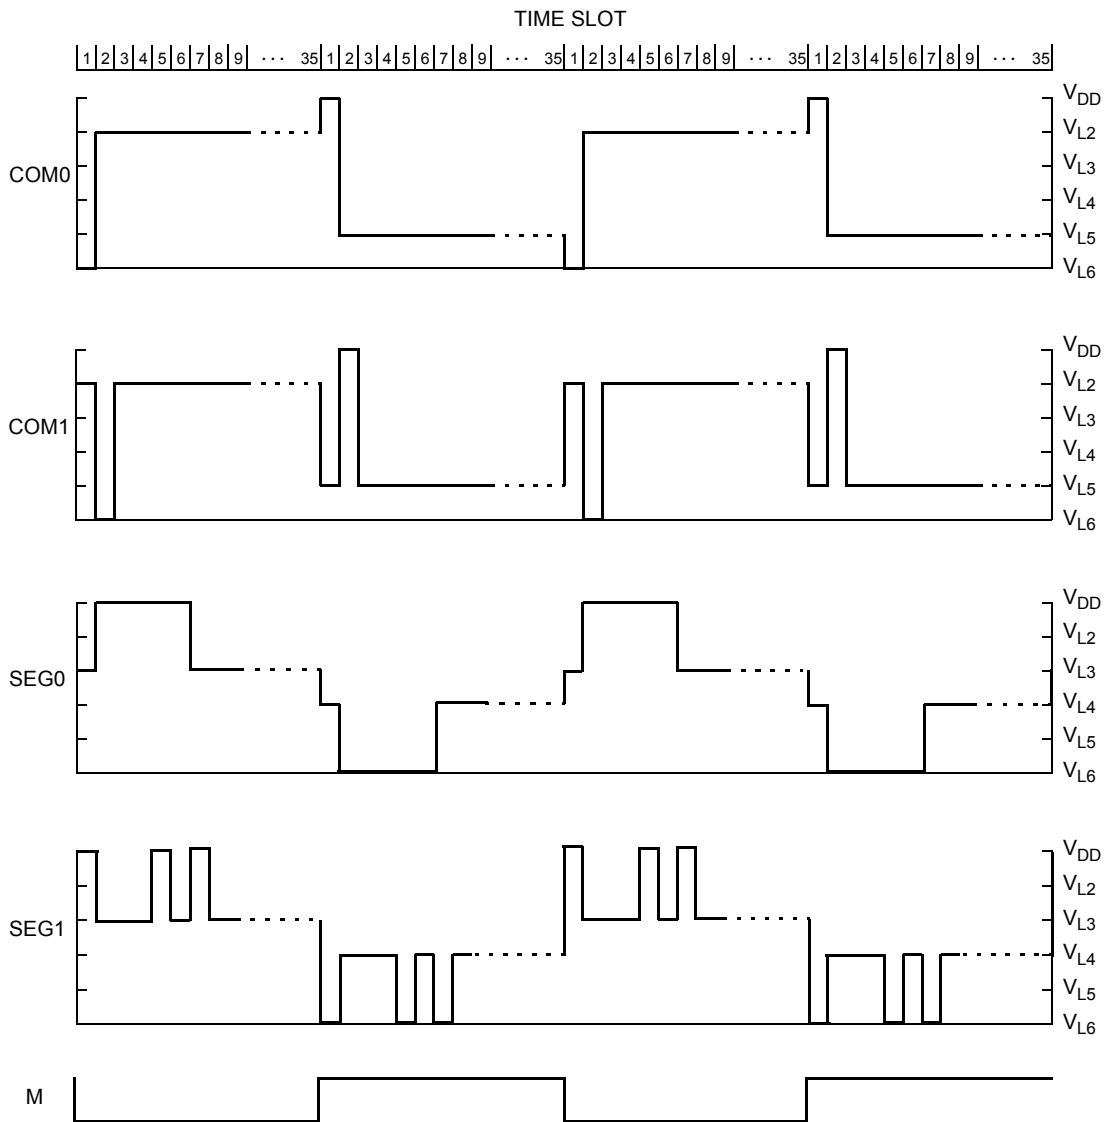 TIME SLOT
1 2 3 4 5 6 7 8 9 ... 35 1 2 3 4 5 6 7 8 9 ... 35 1 2 3 4 5 6 7 8 9 ... 35 1 2 3 4 5 6 7 8 9 ... 35
COM0
VDD
VL2
VL3
VL4
VL5
VL6
COM1
VDD
VL2
VL3
VL4
VL5
VL6
SEG0
VDD
VL2
VL3
VL4
VL5
VL6
SEG1
VDD
VL2
VL3
VL4
VL5
VL6
M